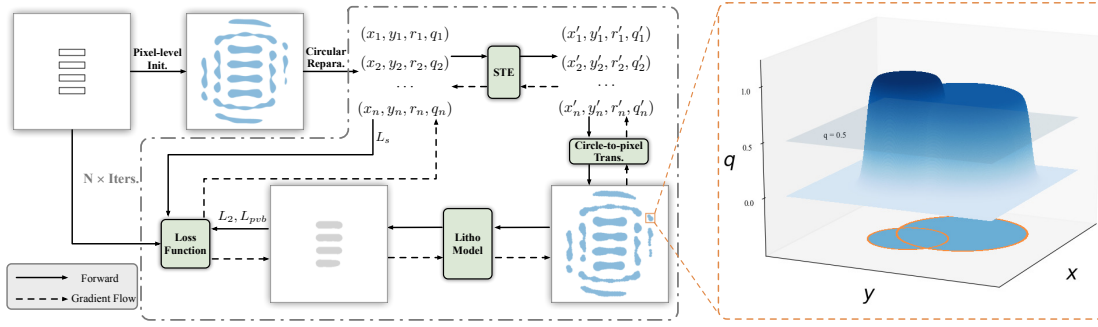 Pixel-level
Init.
Circular
Repara.
(x₁, y₁, r₁, q₁)
(x₂, y₂, r₂, q₂)
...
(xₙ, yₙ, rₙ, qₙ)
STE
(x′₁, y′₁, r′₁, q′₁)
(x′₂, y′₂, r′₂, q′₂)
...
(x′ₙ, y′ₙ, r′ₙ, q′ₙ)
Lₛ
Circle-to-pixel
Trans.
N × Iters.
L₂, Lₚᵥb
Loss
Function
Litho
Model
Forward
Gradient Flow
1.0
q = 0.5
0.5
q
0.0
y
x